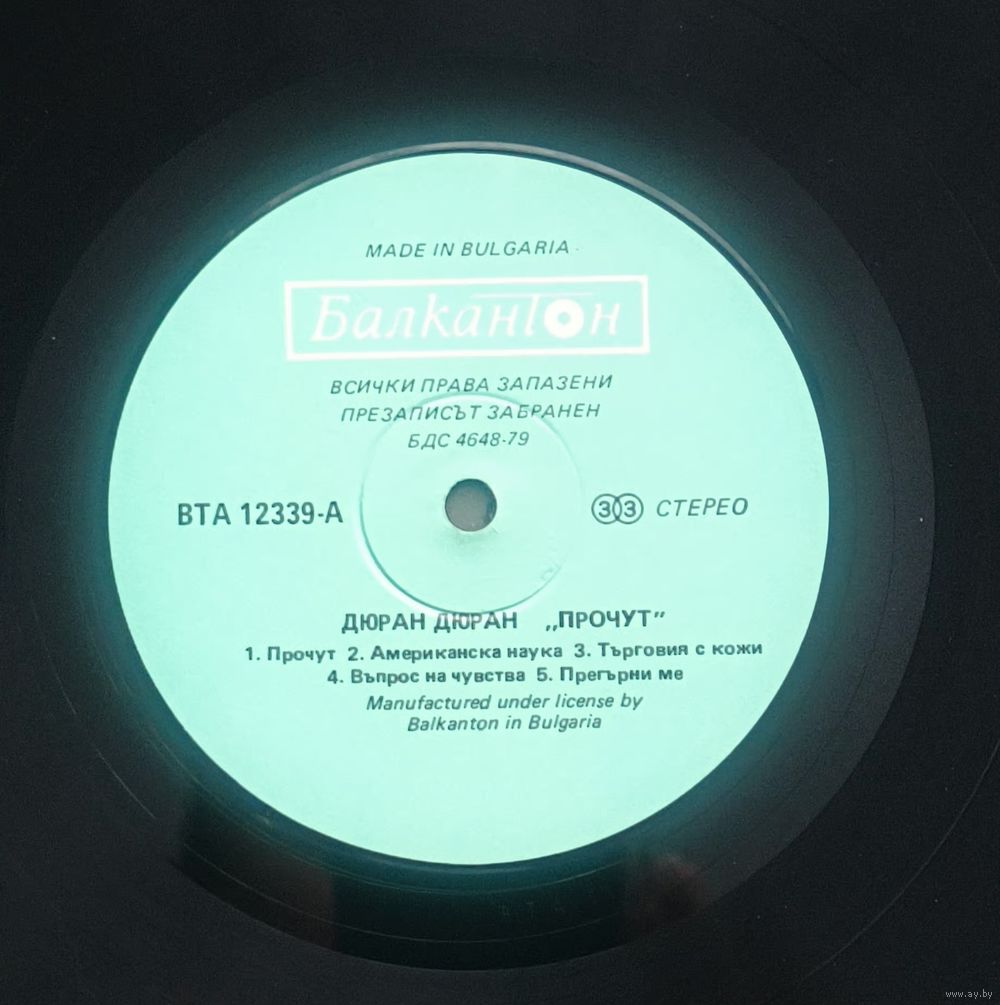 MADE IN BULGARIA
Балкантон
ВСИЧКИ ПРАВА ЗАПАЗЕНИ
ПРЕЗАПИСЪТ ЗАБРАНЕН
БДС 4648-79
ВТА 12339-А 33 СТЕРЕО
ДЮРАН ДЮРАН „ПРОЧУТ"
1. Прочут 2. Американска наука 3. Търговия с кожи
4. Въпрос на чувства 5. Прегърни ме
Manufactured under license by
Balkanton in Bulgaria
www.ay.by